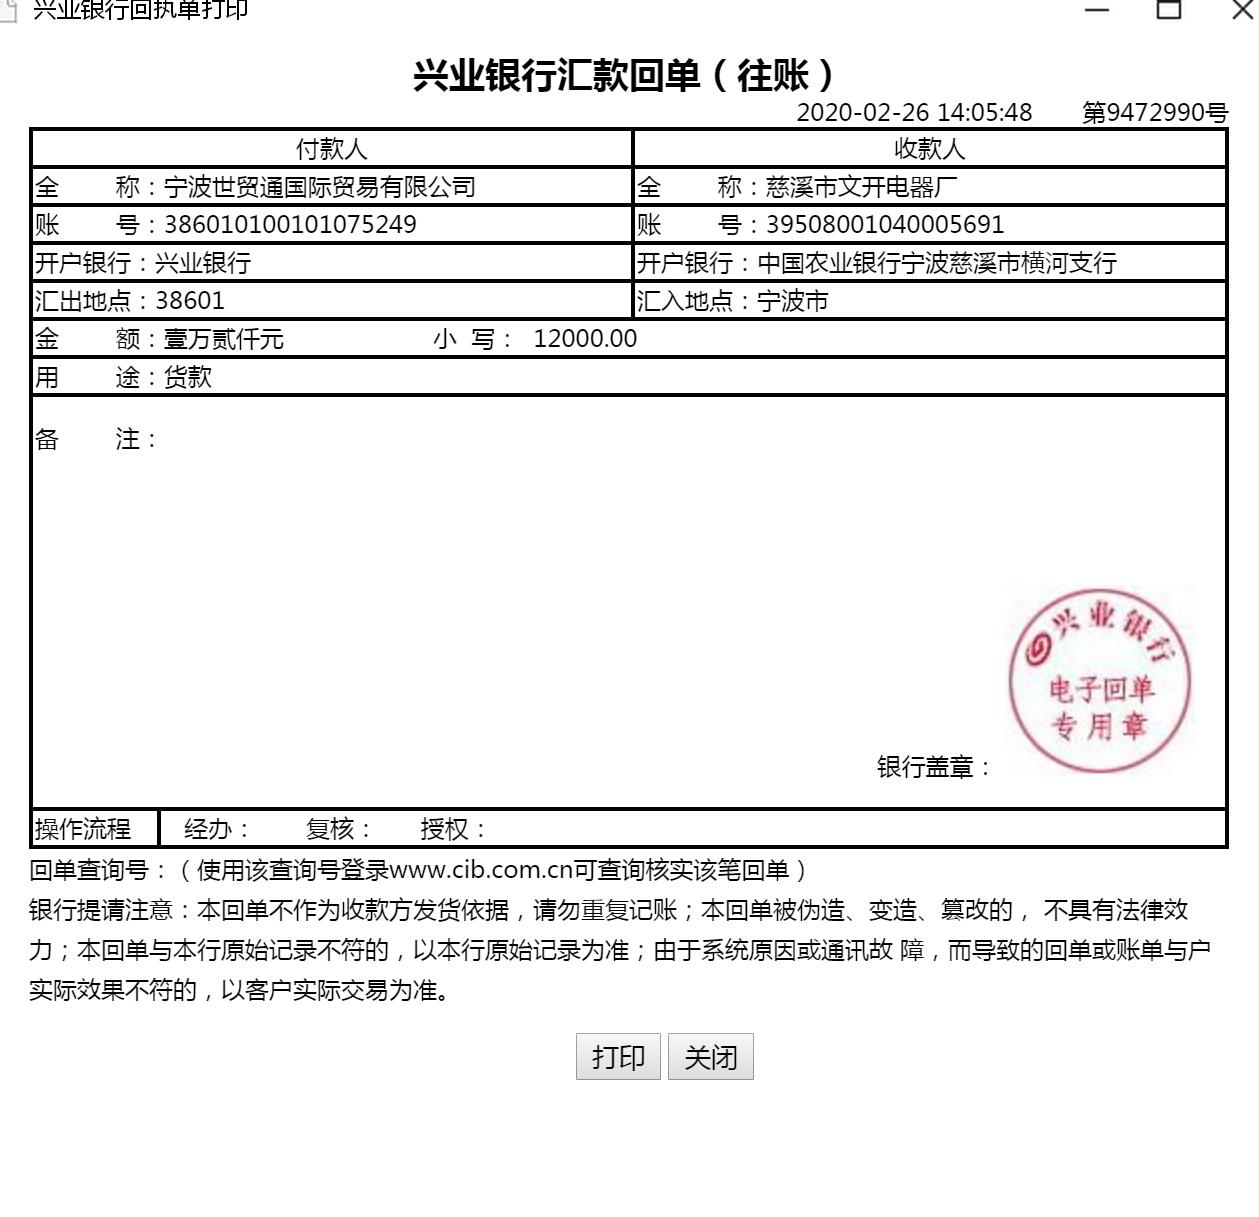 兴业银行回执单打印
兴业银行汇款回单（往账）
2020-02-26 14:05:48 第9472990号
付款人 收款人
全 称：宁波世贸通国际贸易有限公司 全 称：慈溪市文开电器厂
账 号：386010100101075249 账 号：39508001040005691
开户银行：兴业银行 开户银行：中国农业银行宁波慈溪市横河支行
汇出地点：38601 汇入地点：宁波市
金 额：壹万贰仟元 小 写： 12000.00
用 途：货款
备 注：
兴业银行
电子回单
专用章
银行盖章：
操作流程 经办： 复核： 授权：
回单查询号：（使用该查询号登录www.cib.com.cn可查询核实该笔回单）
银行提请注意：本回单不作为收款方发货依据，请勿重复记账；本回单被伪造、变造、篡改的， 不具有法律效
力；本回单与本行原始记录不符的，以本行原始记录为准；由于系统原因或通讯故 障，而导致的回单或账单与户
实际效果不符的，以客户实际交易为准。
打印 关闭